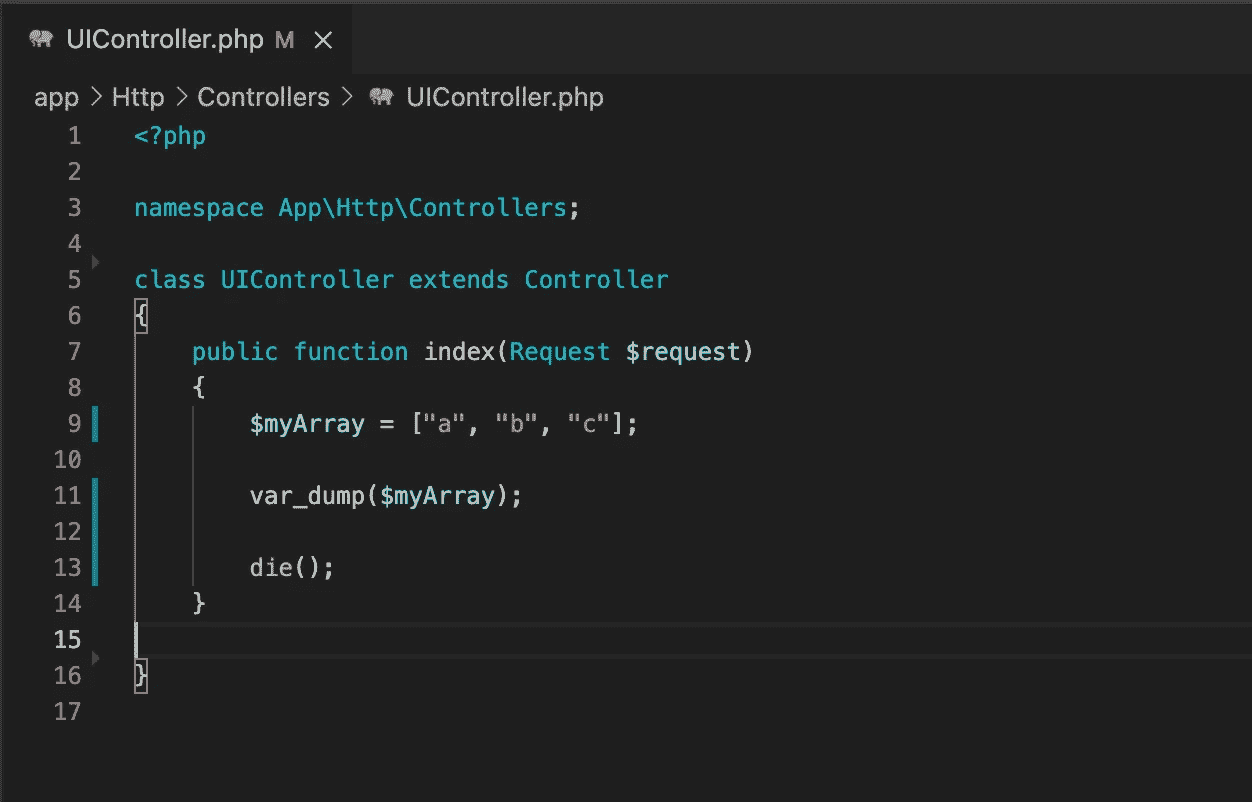 UIController.php M ×
app > Http > Controllers > UIController.php
1 <?php
2
3 namespace App\Http\Controllers;
4
5 class UIController extends Controller
6 {
7     public function index(Request $request)
8     {
9         $myArray = ["a", "b", "c"];
10
11         var_dump($myArray);
12
13         die();
14     }
15
16 }
17